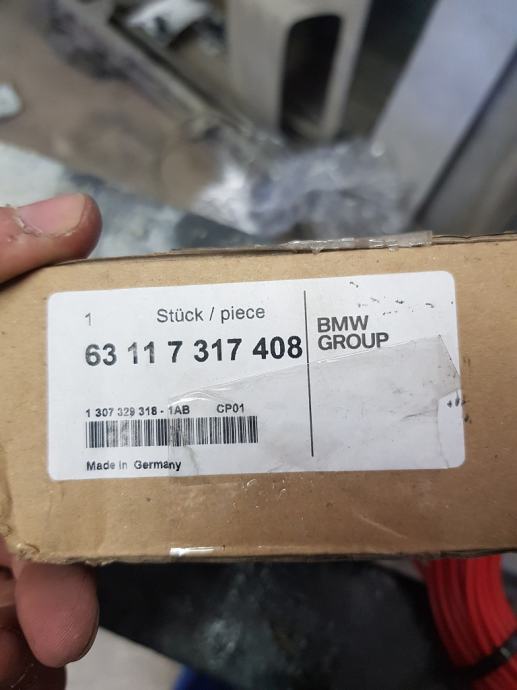 1 Stück / piece
63 11 7 317 408
BMW
GROUP
1 307 329 318 - 1AB CP01
Made in Germany